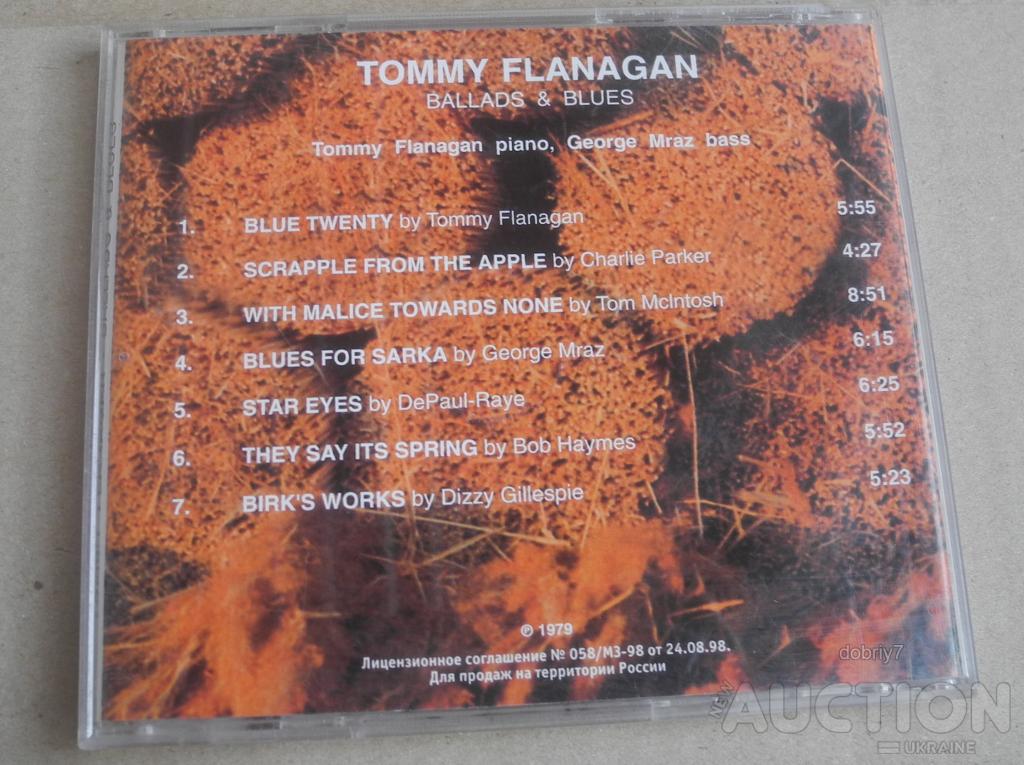 TOMMY FLANAGAN
BALLADS & BLUES
Tommy Flanagan piano, George Mraz bass
1. BLUE TWENTY by Tommy Flanagan 5:55
2. SCRAPPLE FROM THE APPLE by Charlie Parker 4:27
3. WITH MALICE TOWARDS NONE by Tom McIntosh 8:51
4. BLUES FOR SARKA by George Mraz 6:15
5. STAR EYES by DePaul-Raye 6:25
6. THEY SAY ITS SPRING by Bob Haymes 5:52
7. BIRK'S WORKS by Dizzy Gillespie 5:23
℗ 1979
Лицензионное соглашение № 058/МЗ-98 от 24.08.98.
Для продаж на территории России
dobriy7
NEW AUCTION
UKRAINE